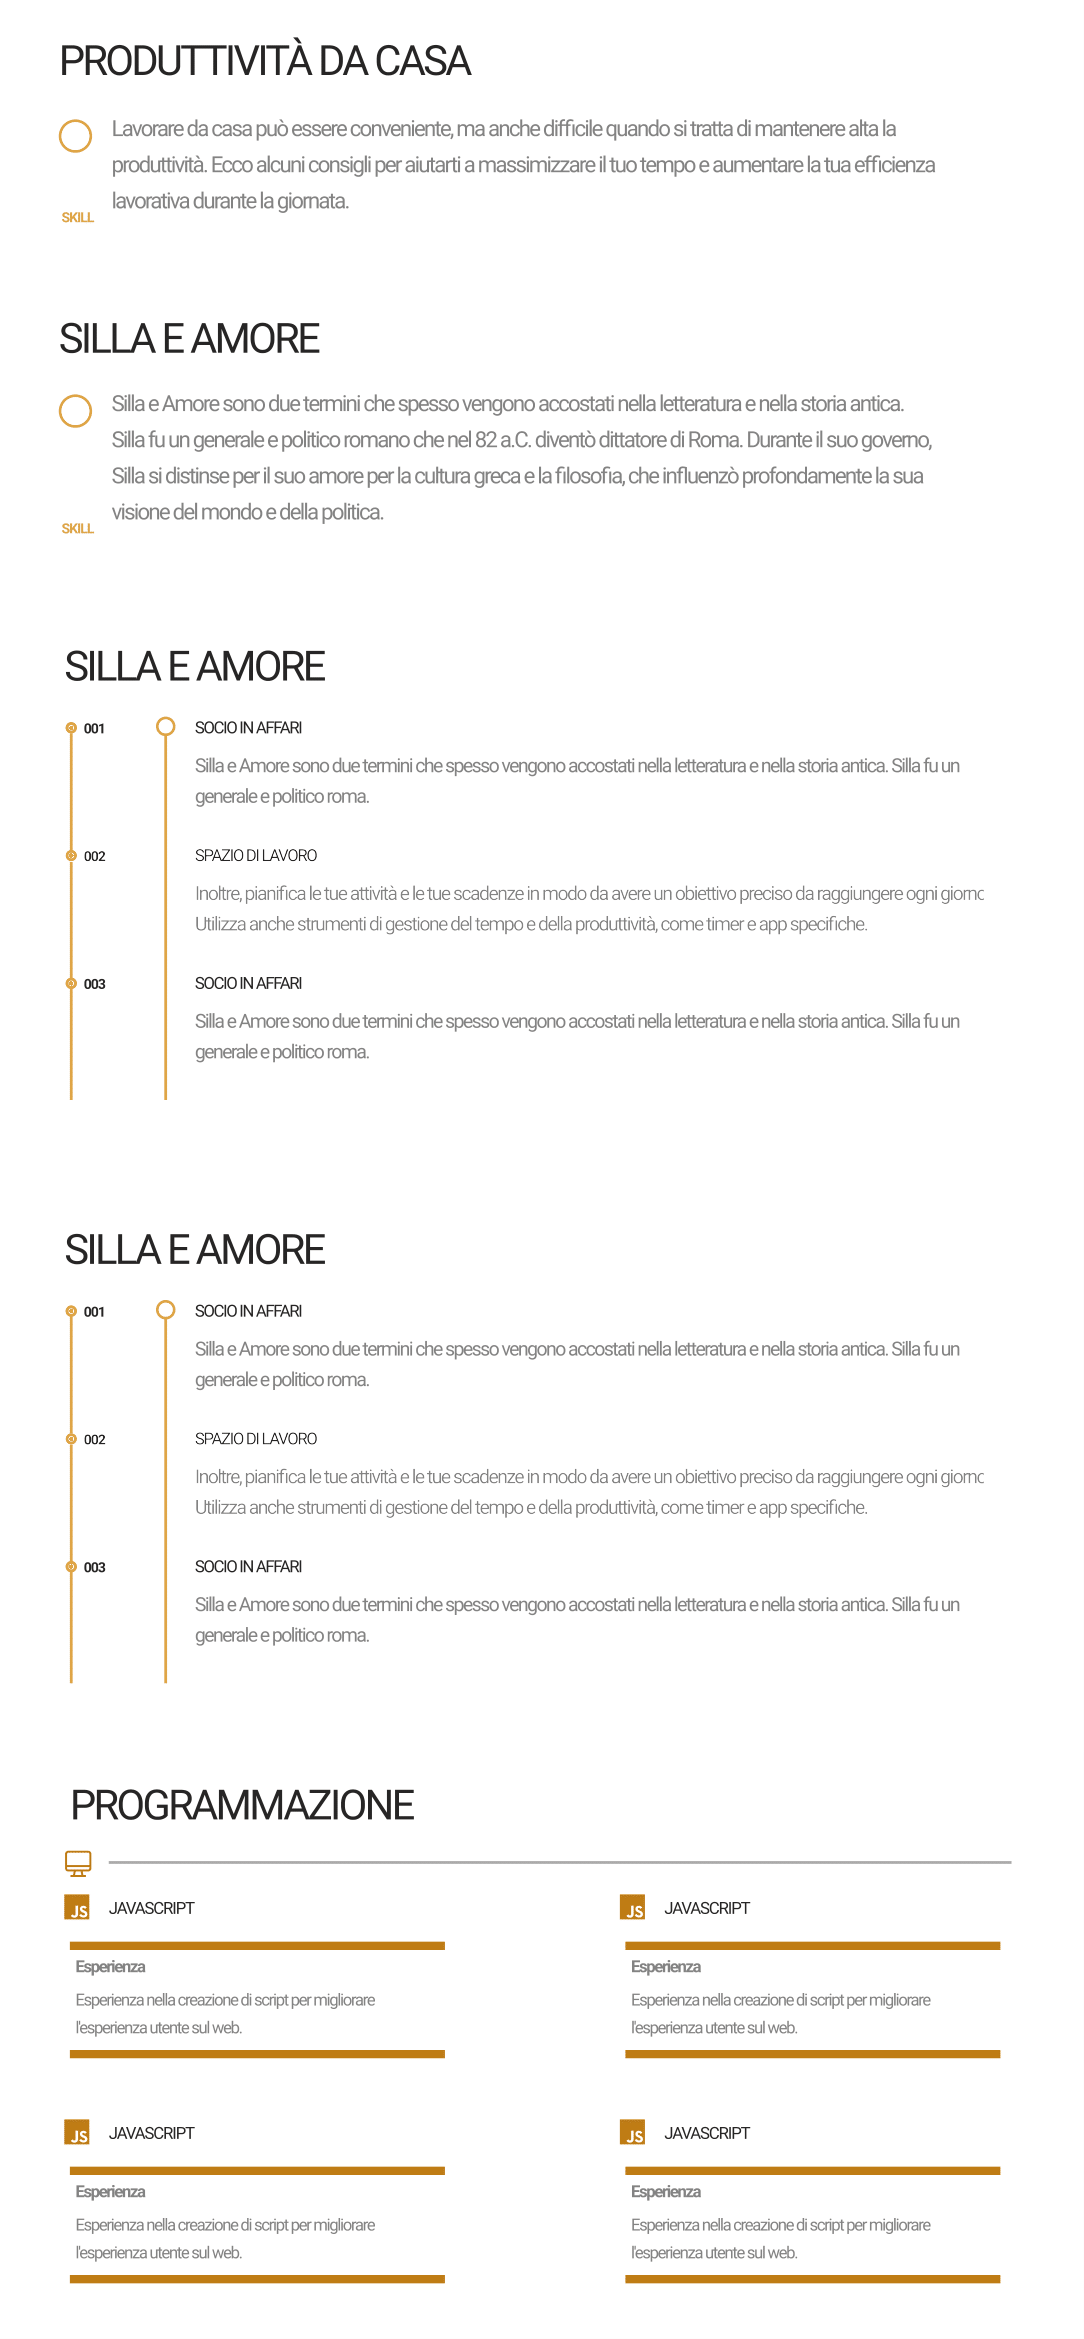 PRODUTTIVITÀ DA CASA
Lavorare da casa può essere conveniente, ma anche difficile quando si tratta di mantenere alta la
produttività. Ecco alcuni consigli per aiutarti a massimizzare il tuo tempo e aumentare la tua efficienza
lavorativa durante la giornata.
SKILL
SILLA E AMORE
Silla e Amore sono due termini che spesso vengono accostati nella letteratura e nella storia antica.
Silla fu un generale e politico romano che nel 82 a.C. diventò dittatore di Roma. Durante il suo governo,
Silla si distinse per il suo amore per la cultura greca e la filosofia, che influenzò profondamente la sua
visione del mondo e della politica.
SKILL
SILLA E AMORE
001 SOCIO IN AFFARI
Silla e Amore sono due termini che spesso vengono accostati nella letteratura e nella storia antica. Silla fu un
generale e politico roma.
002 SPAZIO DI LAVORO
Inoltre, pianifica le tue attività e le tue scadenze in modo da avere un obiettivo preciso da raggiungere ogni giorno
Utilizza anche strumenti di gestione del tempo e della produttività, come timer e app specifiche.
003 SOCIO IN AFFARI
Silla e Amore sono due termini che spesso vengono accostati nella letteratura e nella storia antica. Silla fu un
generale e politico roma.
SILLA E AMORE
001 SOCIO IN AFFARI
Silla e Amore sono due termini che spesso vengono accostati nella letteratura e nella storia antica. Silla fu un
generale e politico roma.
002 SPAZIO DI LAVORO
Inoltre, pianifica le tue attività e le tue scadenze in modo da avere un obiettivo preciso da raggiungere ogni giorno
Utilizza anche strumenti di gestione del tempo e della produttività, come timer e app specifiche.
003 SOCIO IN AFFARI
Silla e Amore sono due termini che spesso vengono accostati nella letteratura e nella storia antica. Silla fu un
generale e politico roma.
PROGRAMMAZIONE
JS JAVASCRIPT
Esperienza
Esperienza nella creazione di script per migliorare
l'esperienza utente sul web.
JS JAVASCRIPT
Esperienza
Esperienza nella creazione di script per migliorare
l'esperienza utente sul web.
JS JAVASCRIPT
Esperienza
Esperienza nella creazione di script per migliorare
l'esperienza utente sul web.
JS JAVASCRIPT
Esperienza
Esperienza nella creazione di script per migliorare
l'esperienza utente sul web.